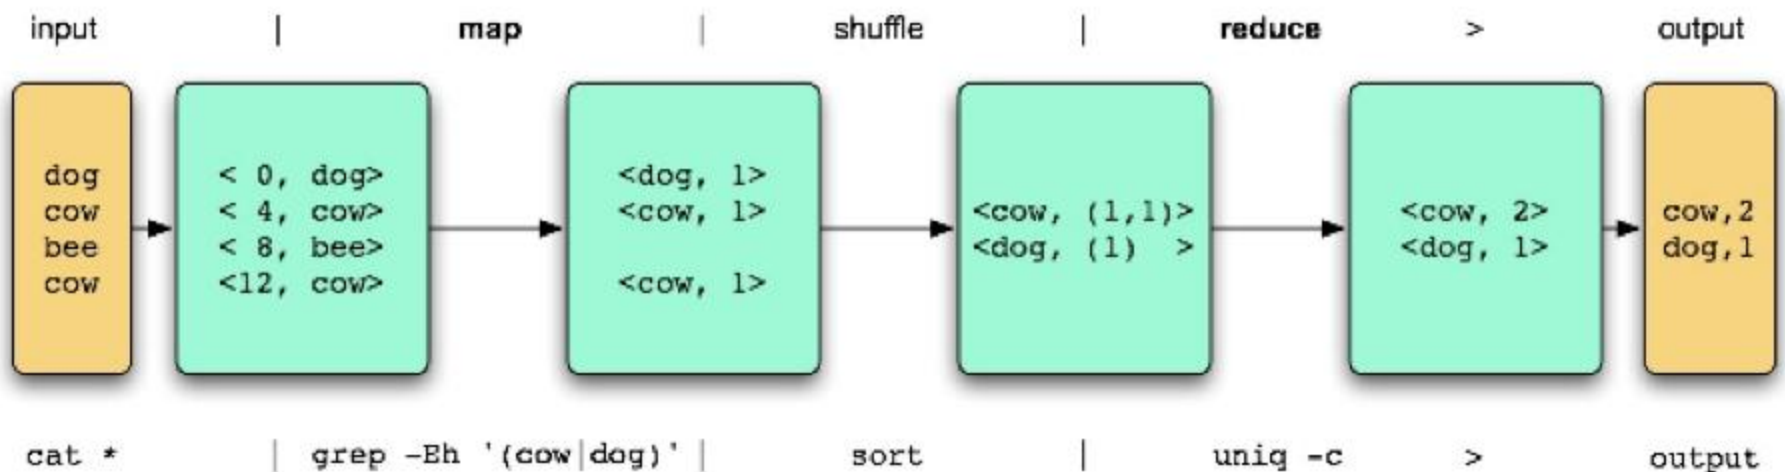 input | map | shuffle | reduce > output
dog
cow
bee
cow
< 0, dog>
< 4, cow>
< 8, bee>
<12, cow>
<dog, 1>
<cow, 1>
<cow, 1>
<cow, (1,1)>
<dog, (1) >
<cow, 2>
<dog, 1>
cow,2
dog,1
cat * | grep -Eh '(cow|dog)' | sort | uniq -c > output